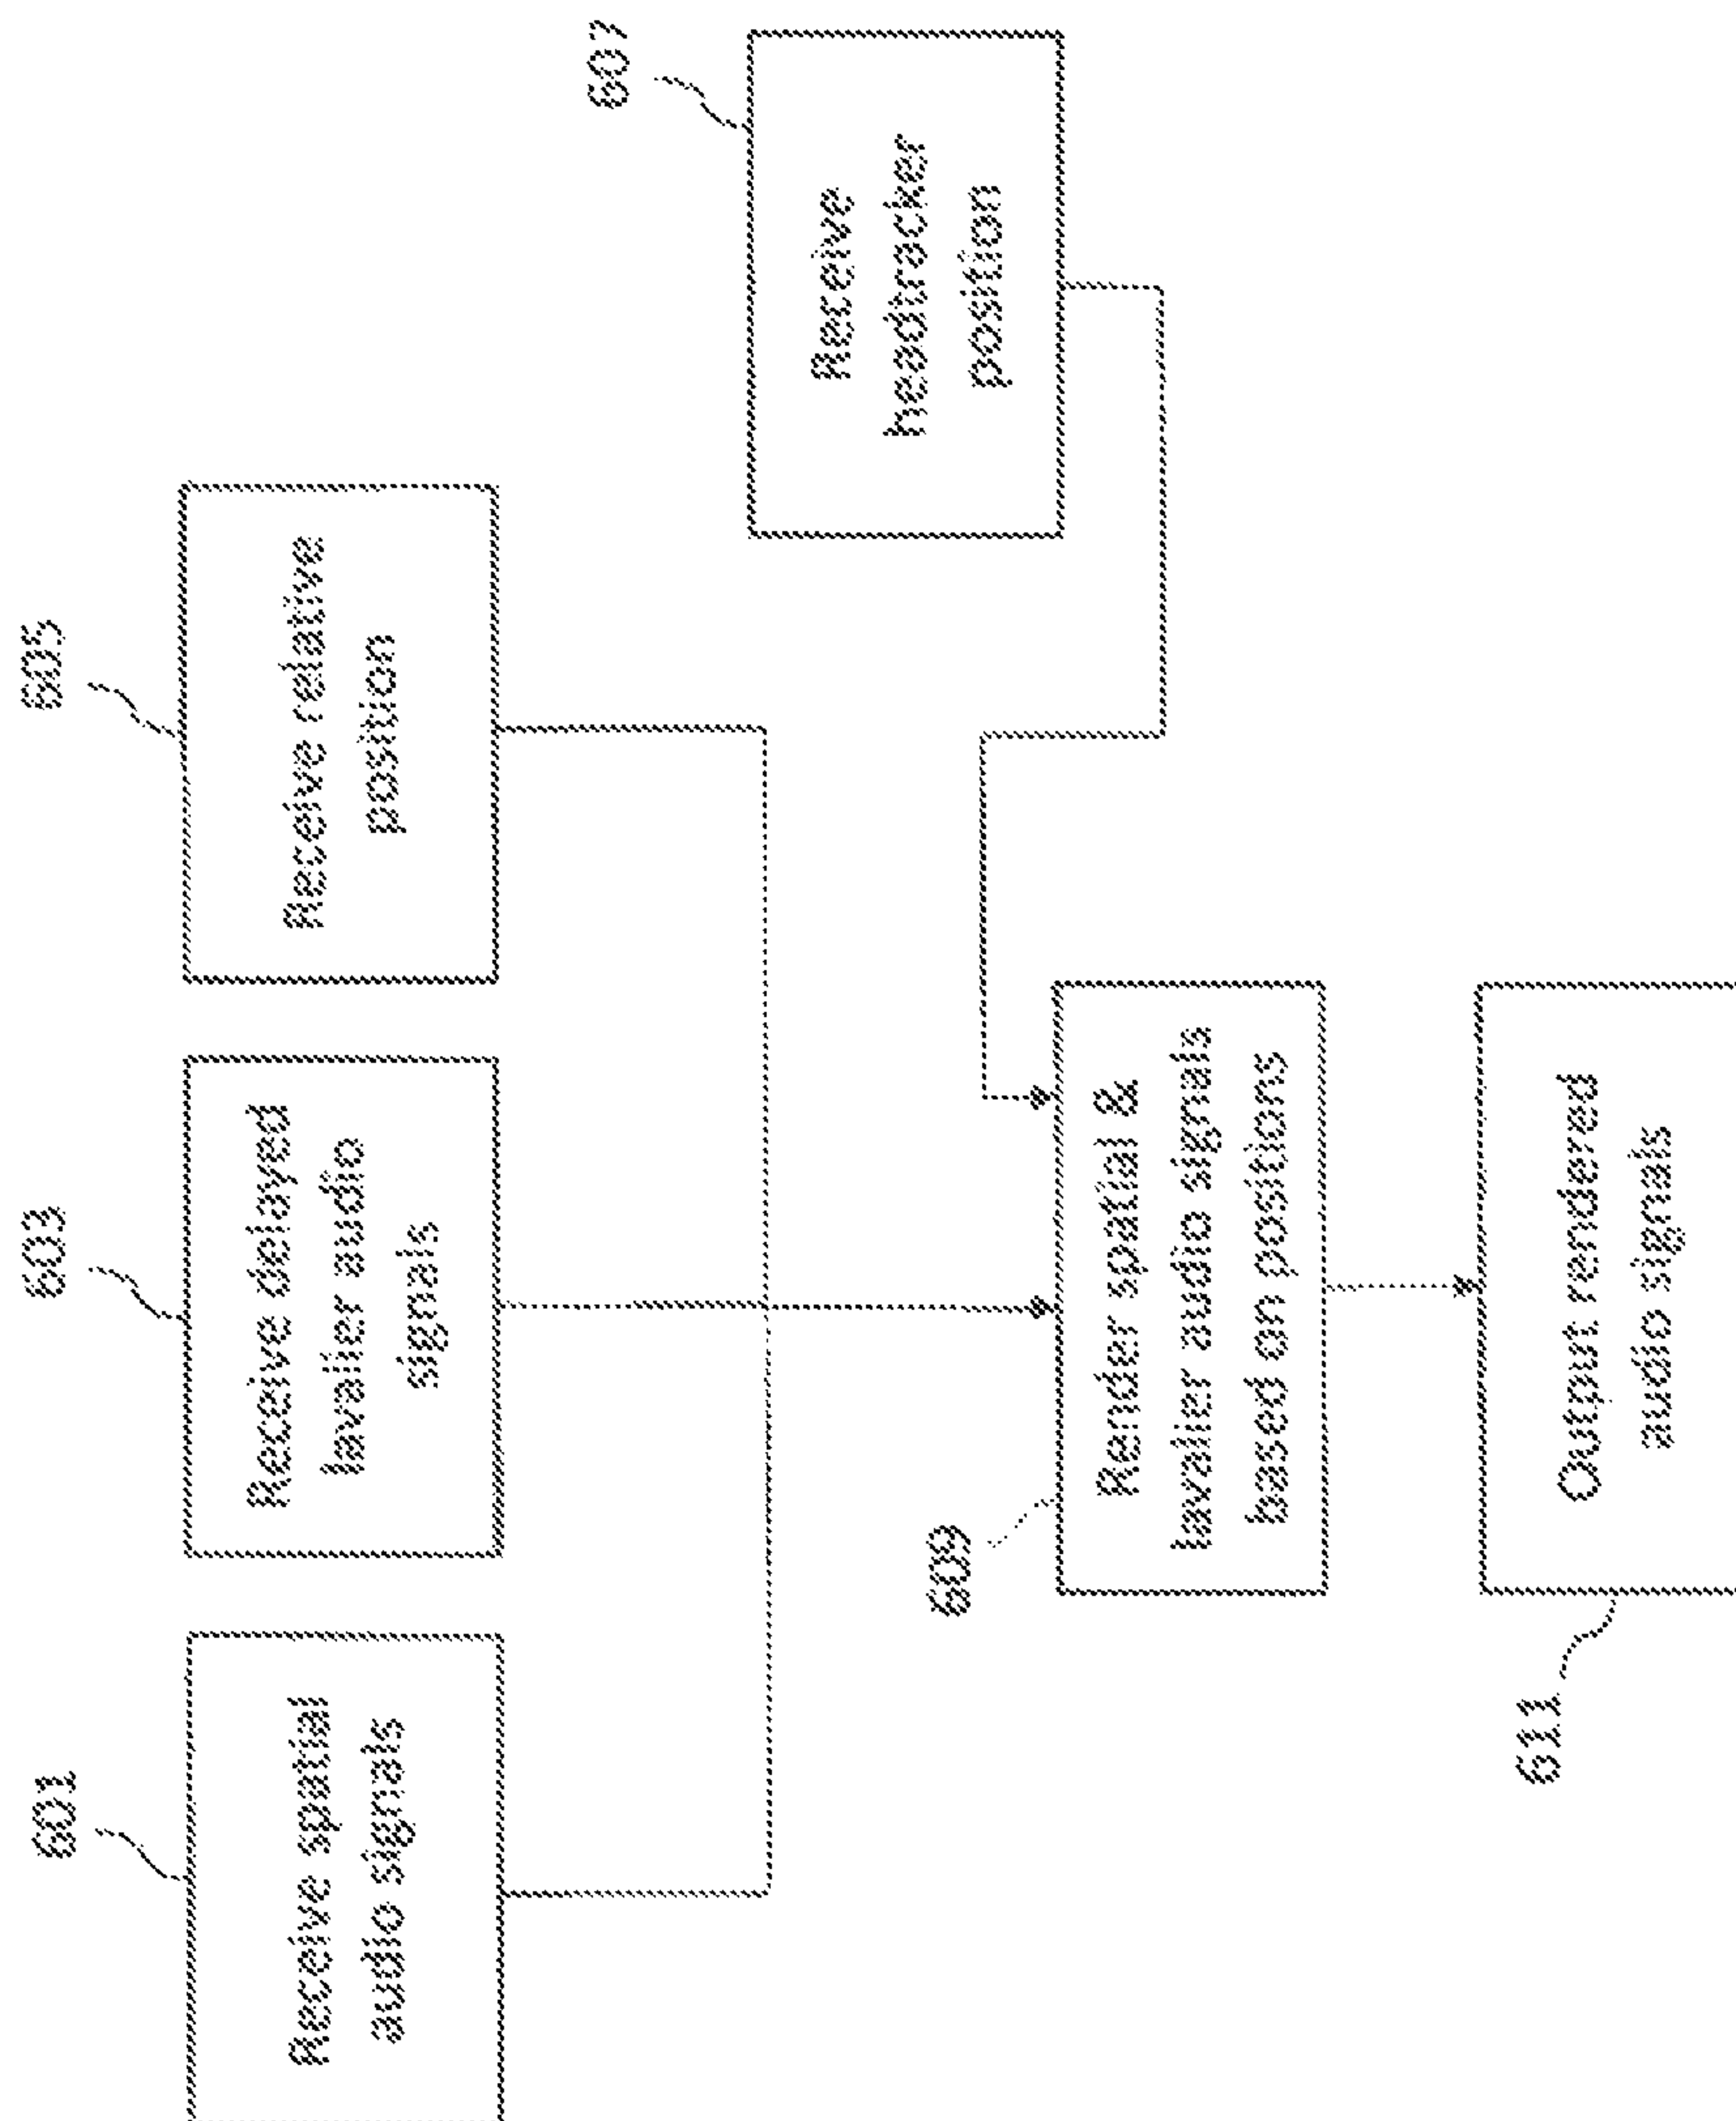 601
Receive spatial
audio signals
603
Receive delayed
lavalier audio
signals
605
Receive relative
position
607
Receive
headtracker
position
609
Render spatial &
lavalier audio signals
based on positions
611
Output rendered
audio signals